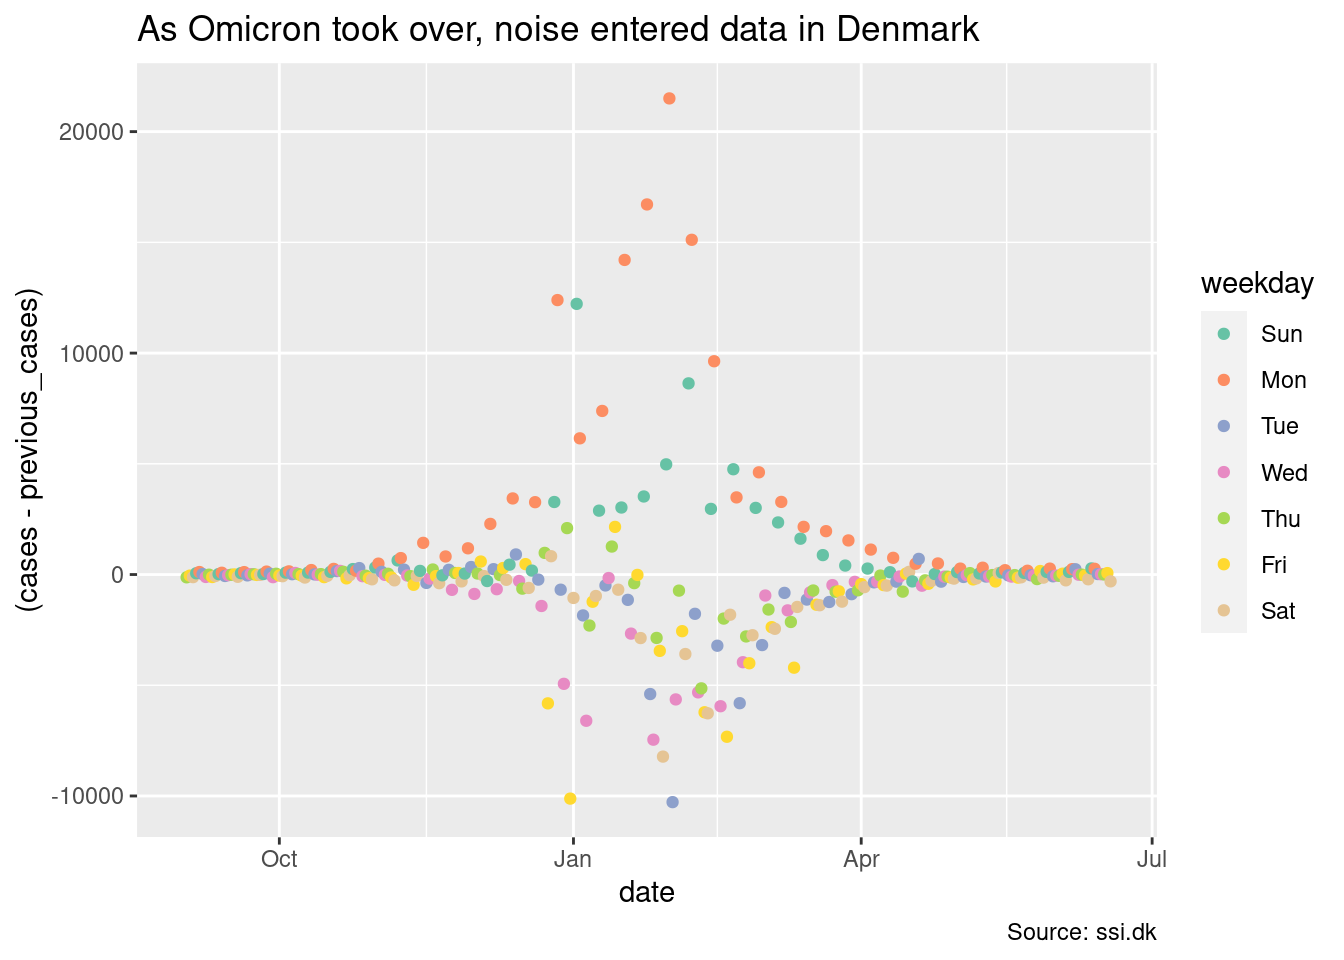 As Omicron took over, noise entered data in Denmark
(cases - previous_cases)
20000
10000
0
-10000
Oct
Jan
Apr
Jul
date
weekday
Sun
Mon
Tue
Wed
Thu
Fri
Sat
Source: ssi.dk